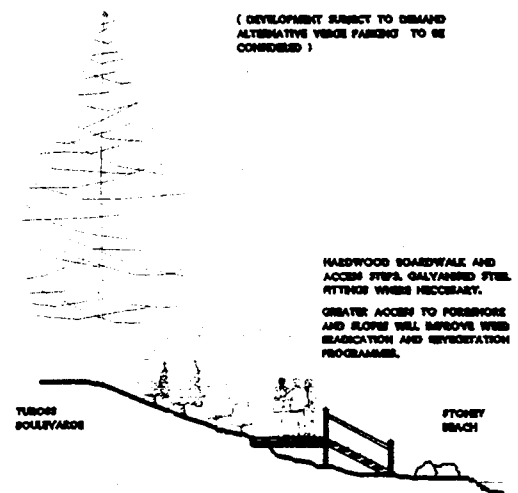 ( DEVELOPMENT SUBJECT TO DEMAND
ALTERNATIVE VERGE PARKING TO BE
CONSIDERED )
HARDWOOD BOARDWALK AND
ACCESS STEPS. GALVANISED STEEL
FITTINGS WHERE NECCESARY.
GREATER ACCESS TO FORESHORE
AND SLOPES WILL IMPROVE WEED
ERADICATION AND REVEGETATION
PROGRAMMES.
TUROSS
BOULEVARDE
STONEY
BEACH